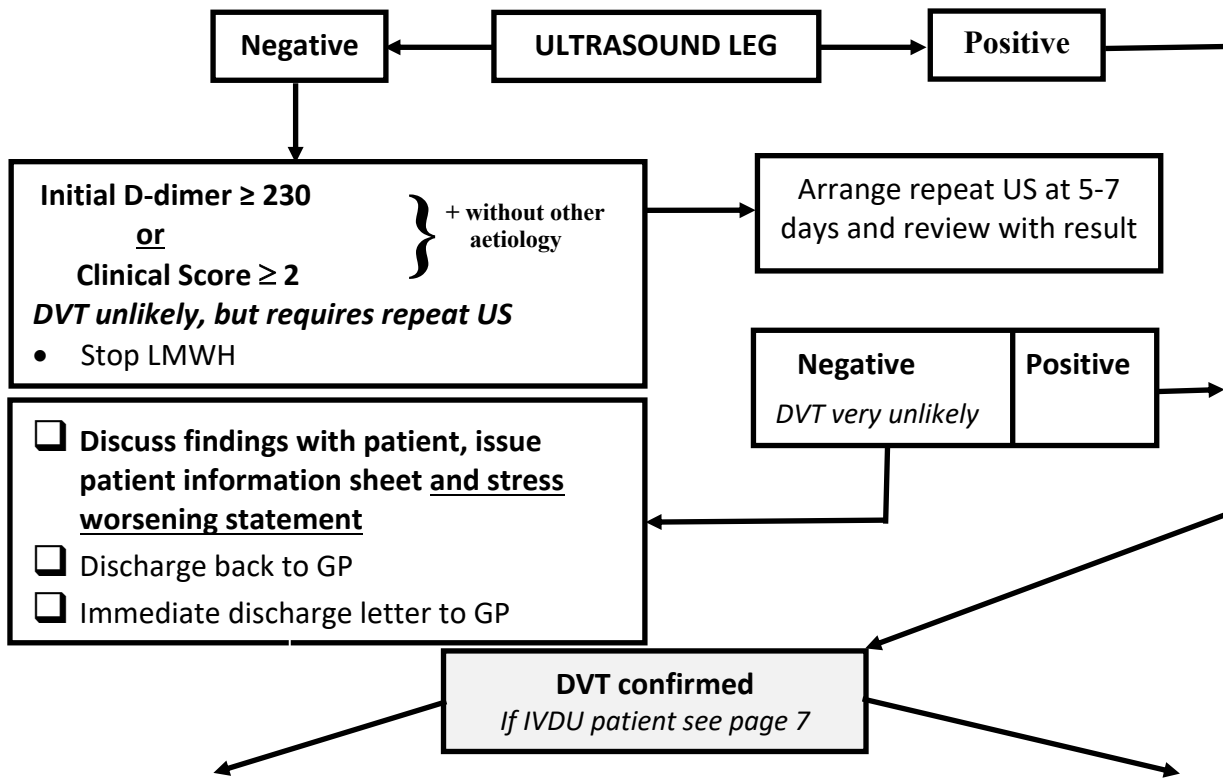 Negative
ULTRASOUND LEG
Positive
Initial D-dimer ≥ 230
or
Clinical Score ≥ 2
} + without other
aetiology
DVT unlikely, but requires repeat US
• Stop LMWH
Arrange repeat US at 5-7
days and review with result
Negative
DVT very unlikely
Positive
❑ Discuss findings with patient, issue
patient information sheet and stress
worsening statement
❑ Discharge back to GP
❑ Immediate discharge letter to GP
DVT confirmed
If IVDU patient see page 7